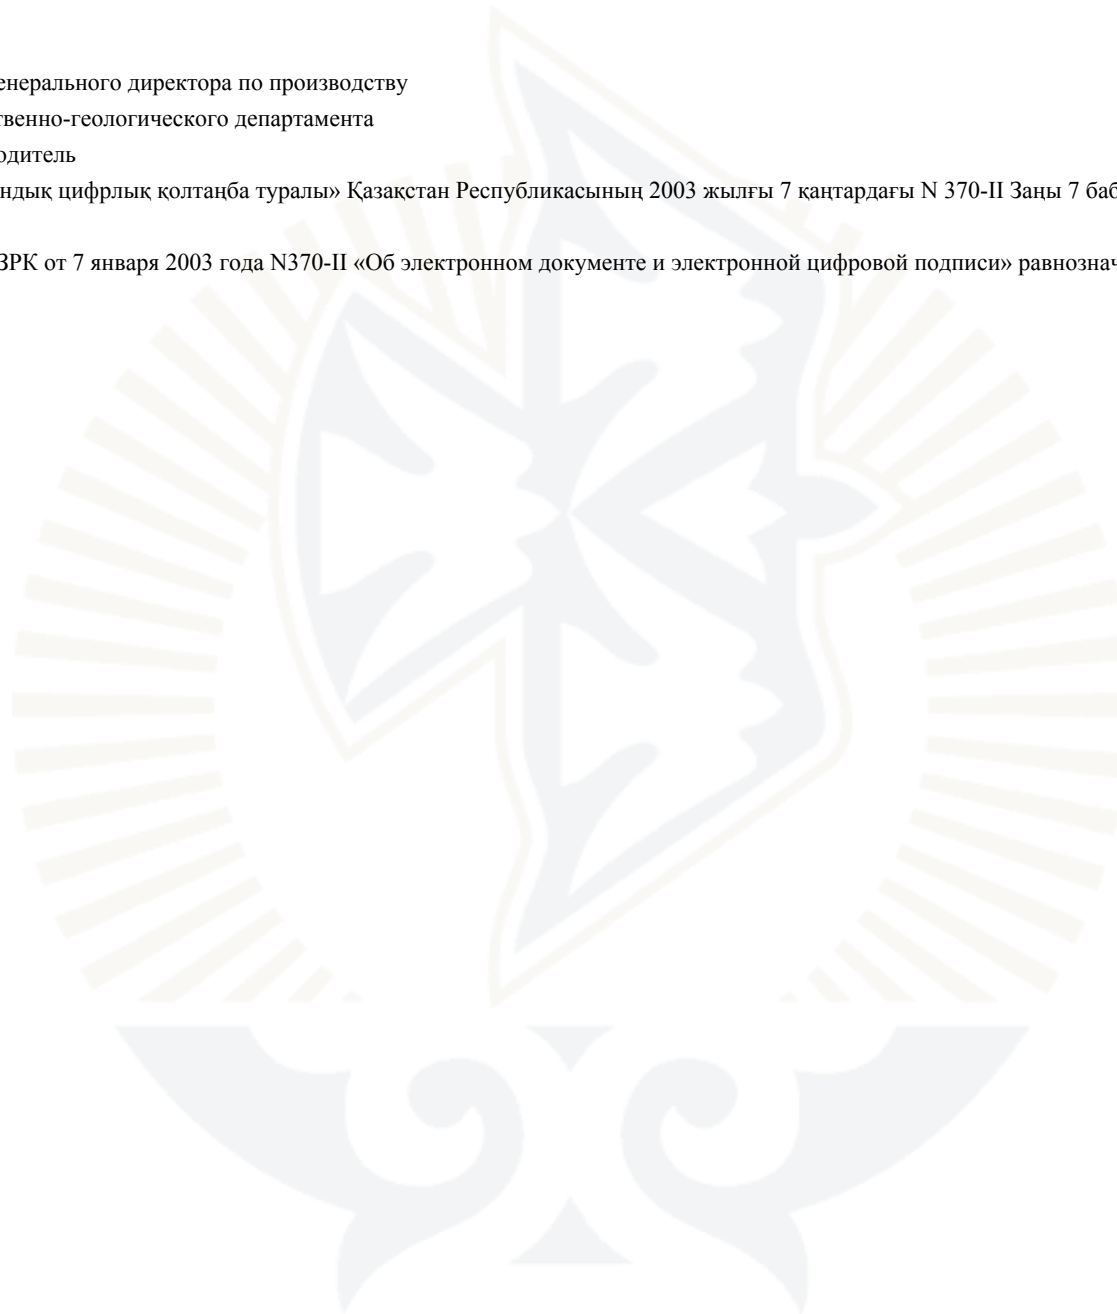 енерального директора по производству
твенно-геологического департамента
одитель
ндық цифрлық қолтаңба туралы» Қазақстан Республикасының 2003 жылғы 7 қаңтардағы N 370-II Заңы 7 баб
ЗРК от 7 января 2003 года N370-II «Об электронном документе и электронной цифровой подписи» равнознач